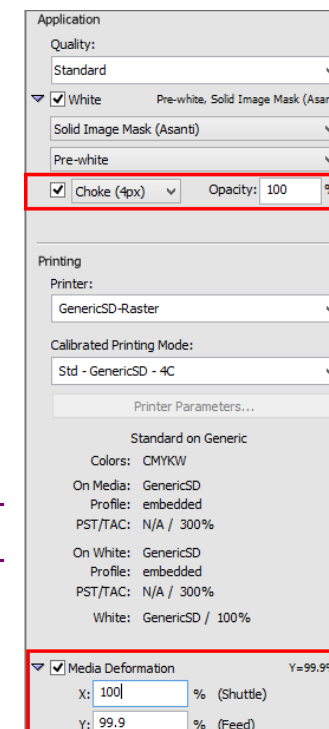 Application
Quality:
Standard
White Pre-white, Solid Image Mask (Asan
Solid Image Mask (Asanti)
Pre-white
Choke (4px) Opacity: 100 %
Printing
Printer:
GenericSD-Raster
Calibrated Printing Mode:
Std - GenericSD - 4C
Printer Parameters...
Standard on Generic
Colors: CMYKW
On Media: GenericSD
Profile: embedded
PST/TAC: N/A / 300%
On White: GenericSD
Profile: embedded
PST/TAC: N/A / 300%
White: GenericSD / 100%
Media Deformation Y=99.9%
X: 100 % (Shuttle)
Y: 99.9 % (Feed)